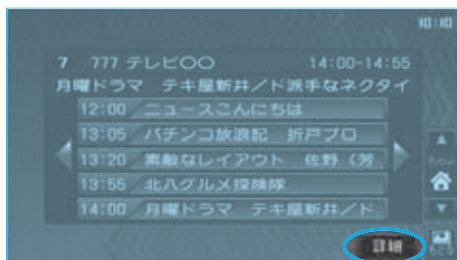 10:10
7 777 テレビ〇〇 14:00-14:55
月曜ドラマ テキ屋新井/ド派手なネクタイ
12:00 ニュースこんにちは
13:05 パチンコ放浪記 折戸プロ
13:20 素敵なレイアウト 佐野(男
13:55 北八グルメ探険隊
14:00 月曜ドラマ テキ屋新井/ド
詳細
もどる